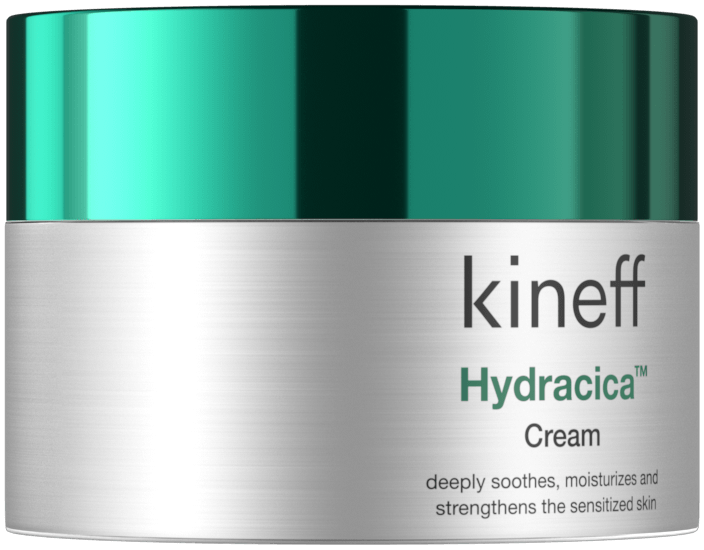 kineff
Hydracica™
Cream
deeply soothes, moisturizes and
strengthens the sensitized skin